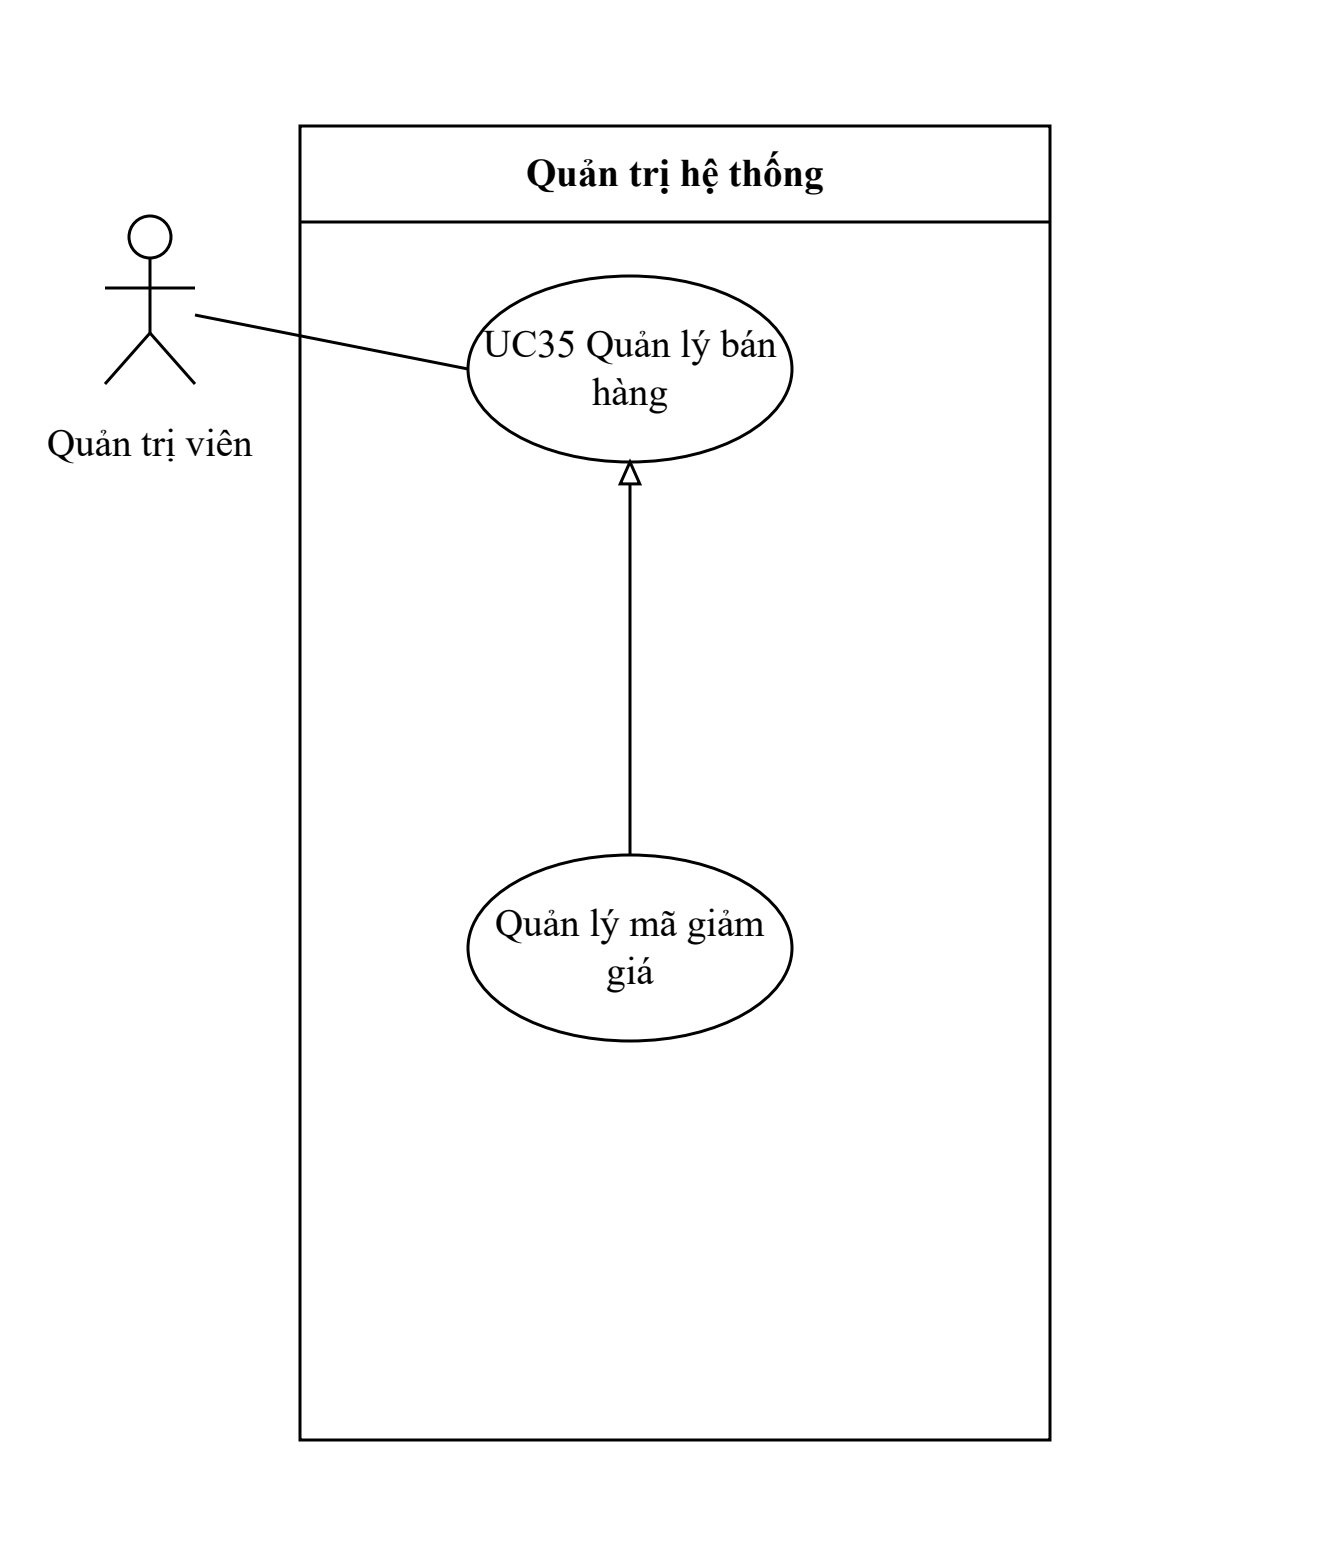 Quản trị hệ thống
UC35 Quản lý bán
hàng
Quản trị viên
Quản lý mã giảm
giá